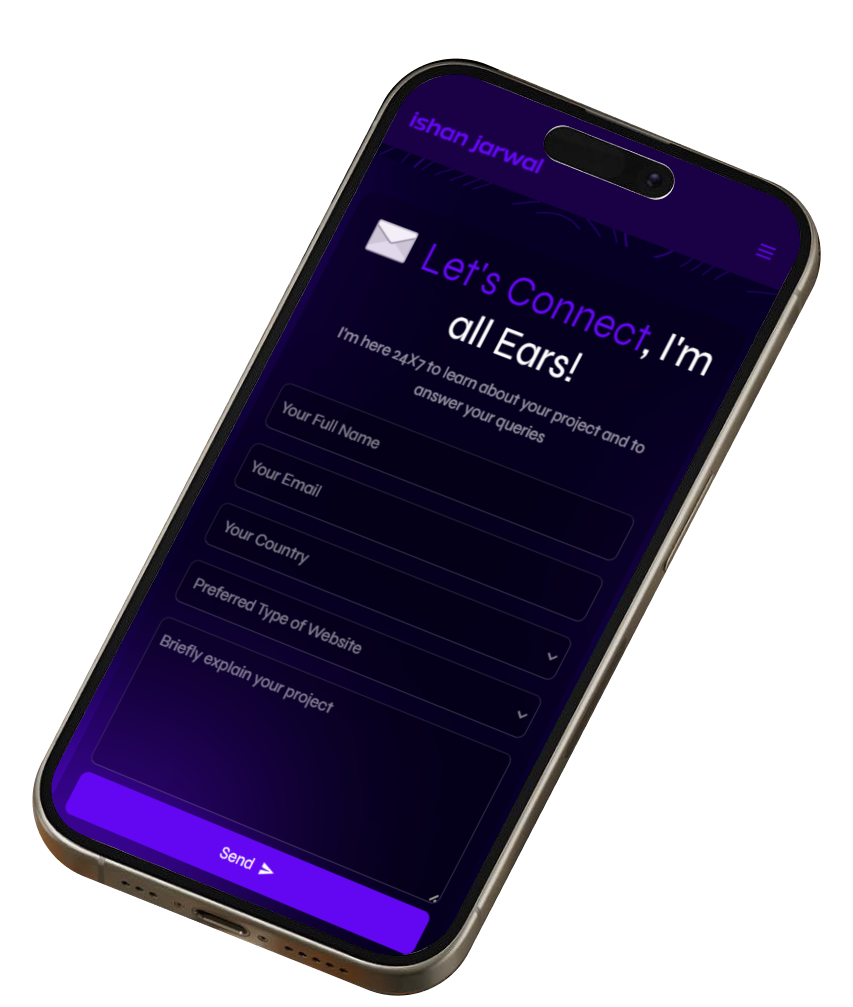 ishan jarwal
Let's Connect, I'm
all Ears!
I'm here 24X7 to learn about your project and to
answer your queries
Your Full Name
Your Email
Your Country
Preferred Type of Website
Briefly explain your project
Send